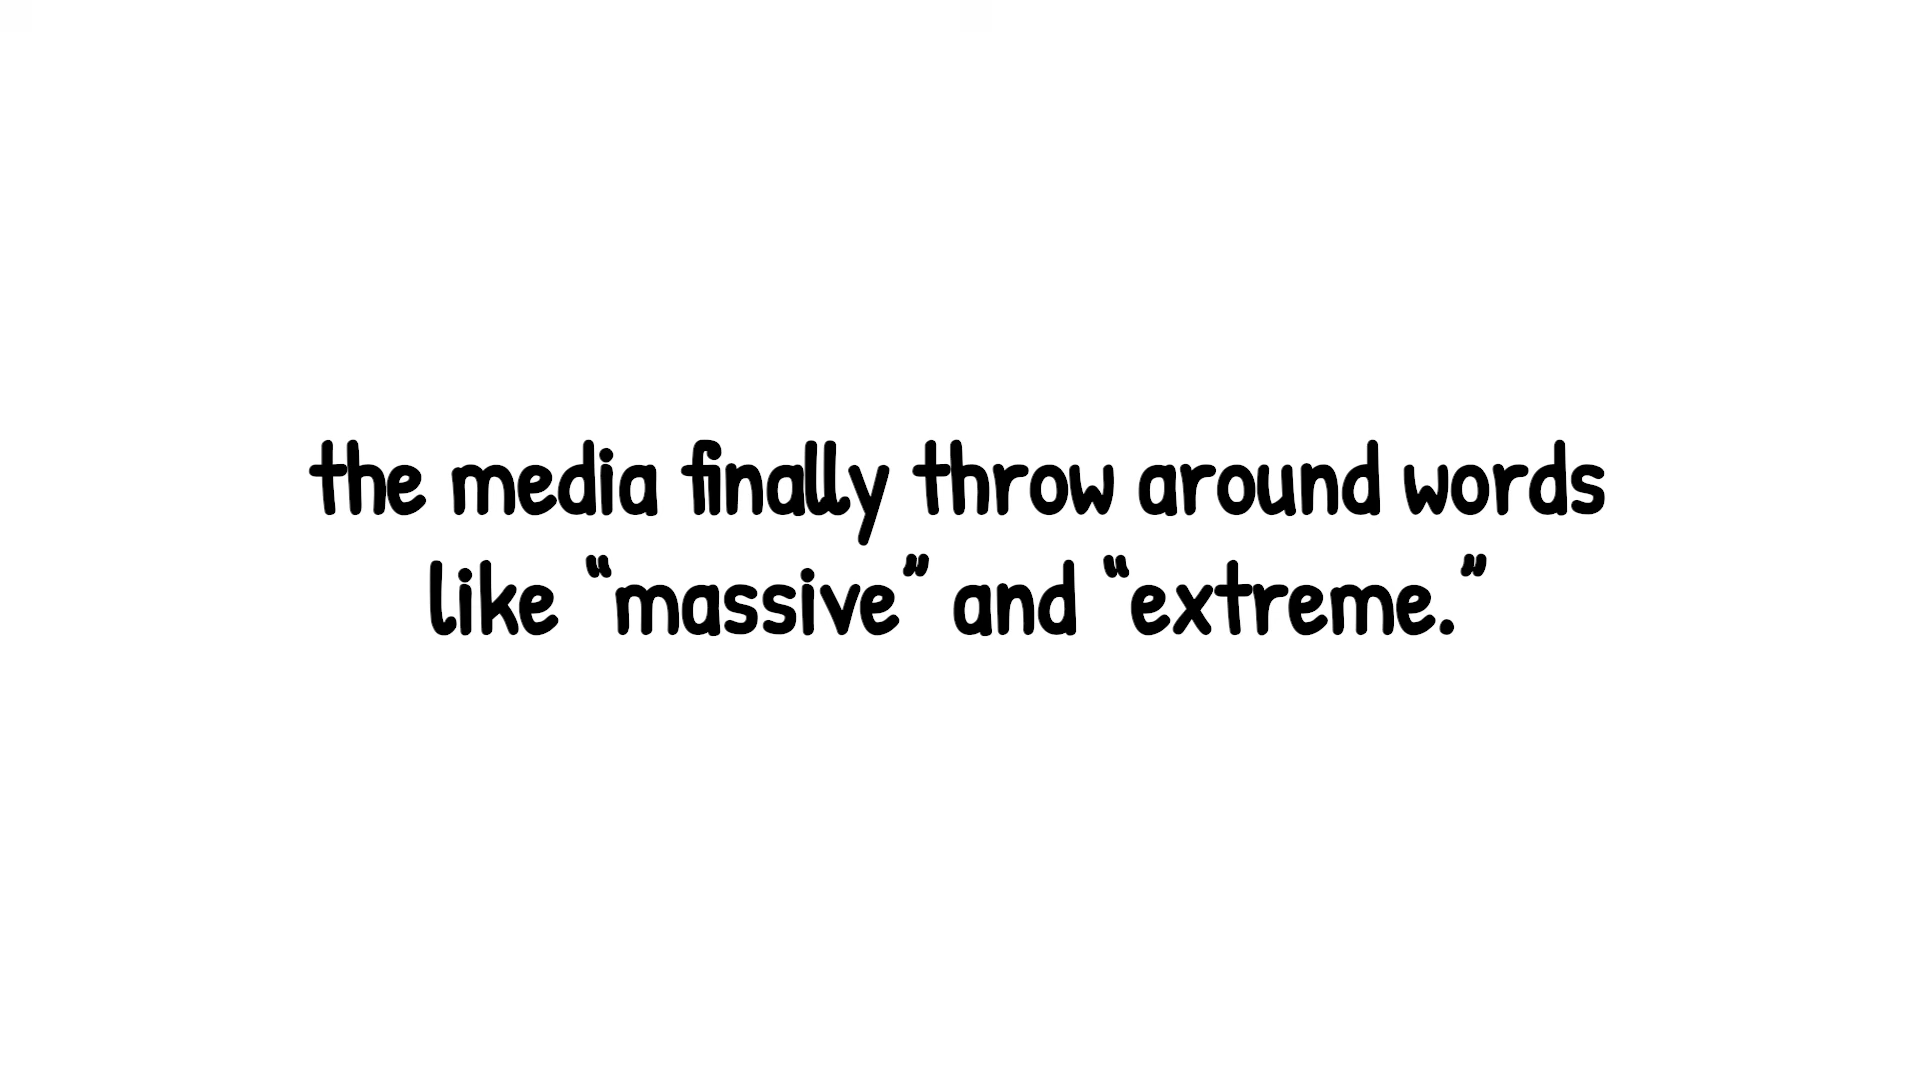 the media finally throw around words
like “massive” and “extreme.”